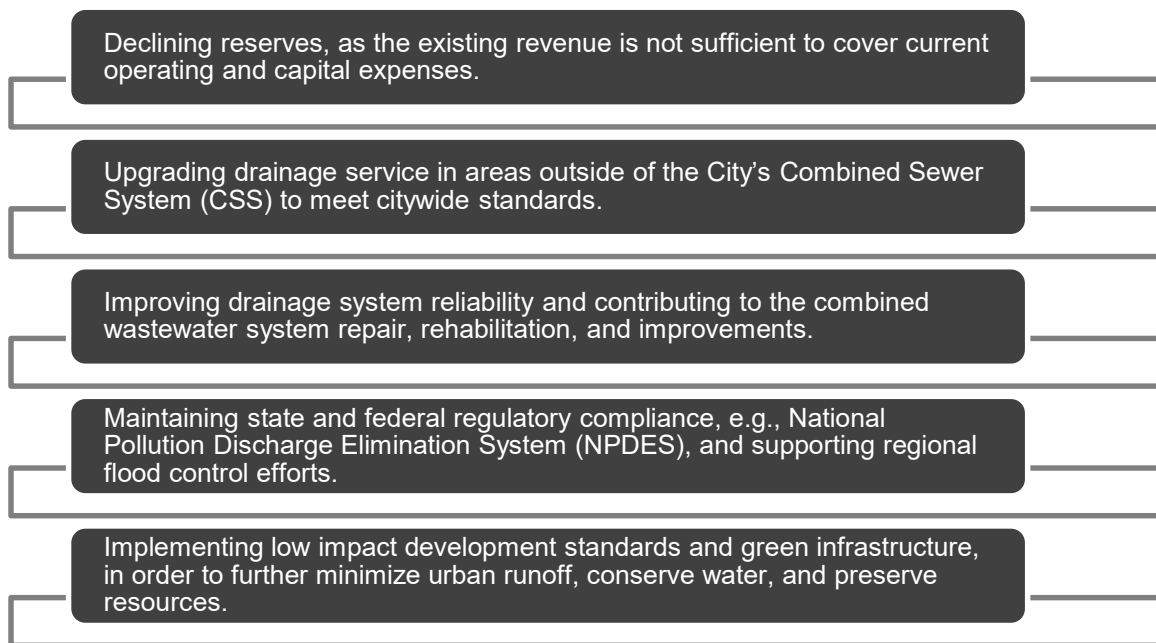 Declining reserves, as the existing revenue is not sufficient to cover current
operating and capital expenses.
Upgrading drainage service in areas outside of the City’s Combined Sewer
System (CSS) to meet citywide standards.
Improving drainage system reliability and contributing to the combined
wastewater system repair, rehabilitation, and improvements.
Maintaining state and federal regulatory compliance, e.g., National
Pollution Discharge Elimination System (NPDES), and supporting regional
flood control efforts.
Implementing low impact development standards and green infrastructure,
in order to further minimize urban runoff, conserve water, and preserve
resources.